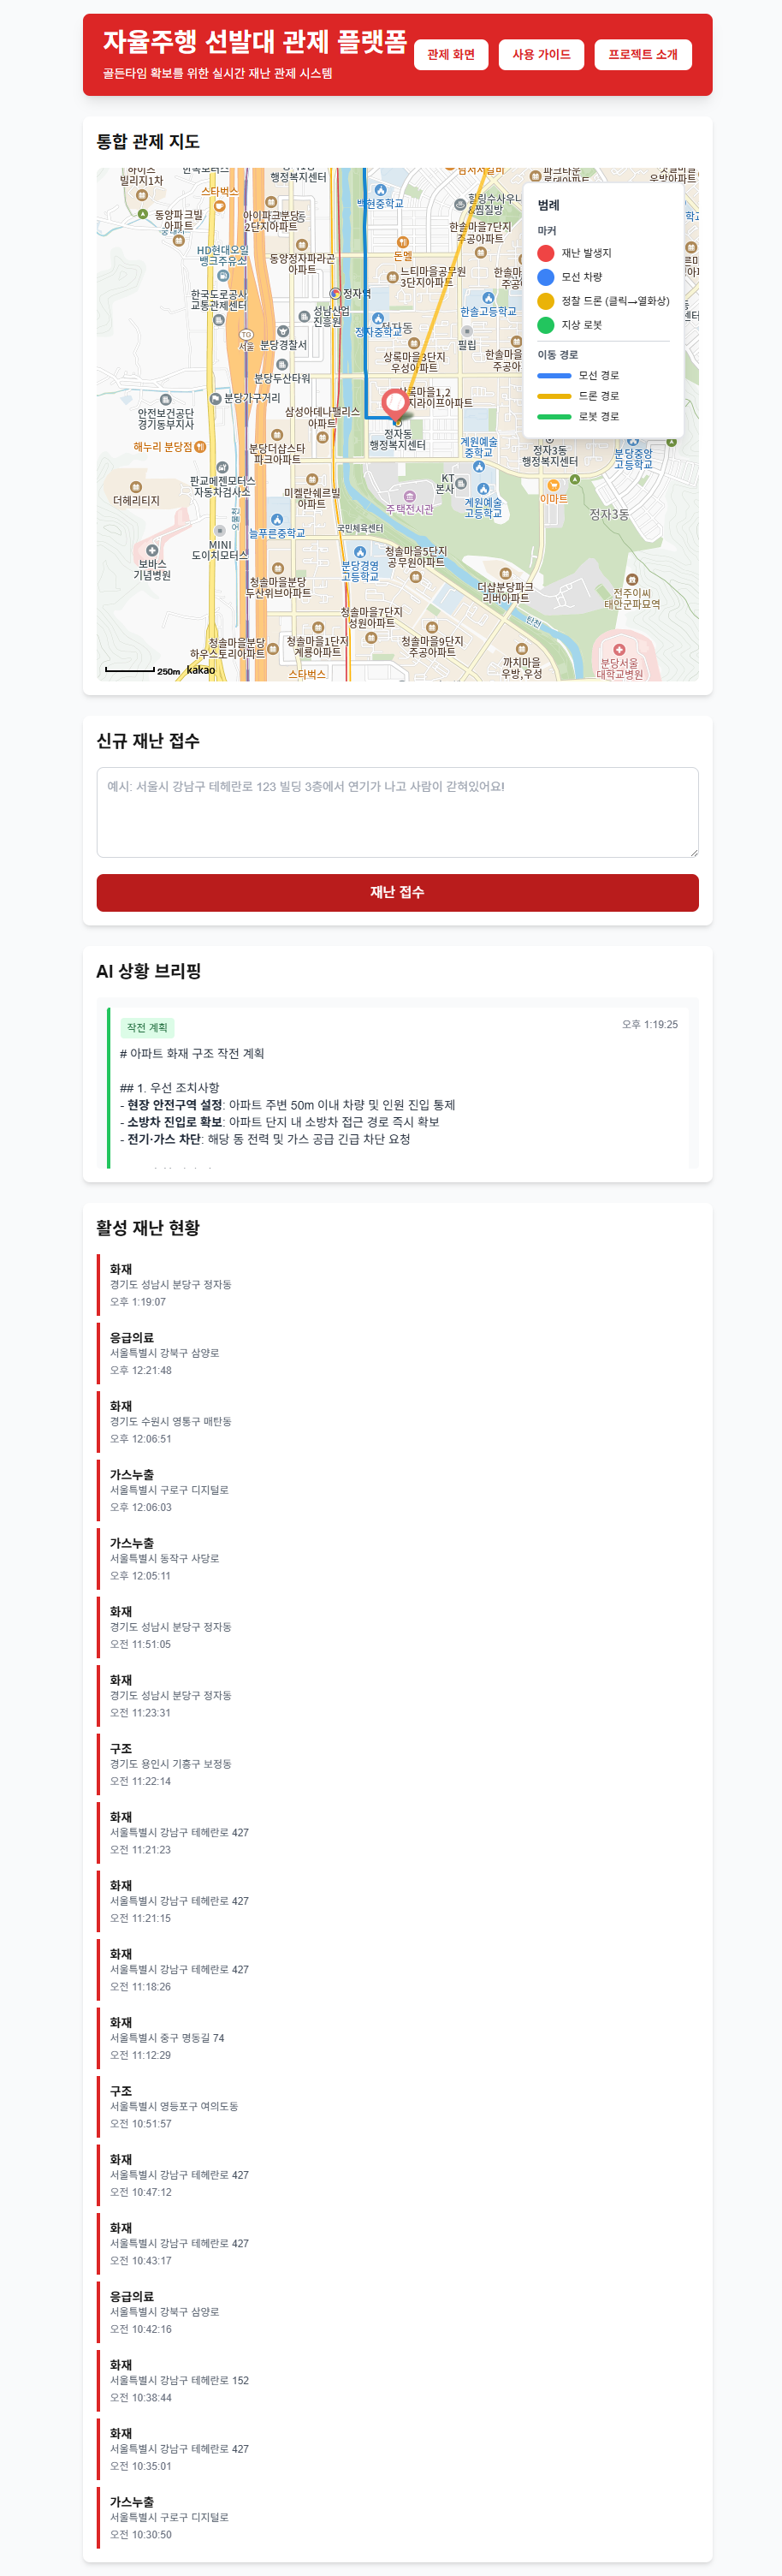 자율주행 선발대 관제 플랫폼
골든타임 확보를 위한 실시간 재난 관제 시스템
관제 화면
사용 가이드
프로젝트 소개
통합 관제 지도
빌리지1차
스타벅스
행정복지센터
백현중학교
힐링수사우나
&찜질방
동양파크빌
아파트
2단지아파트
한솔마을7단지
주공아파트
HD현대오일
뱅크주유소
동양정자파라곤
아파트
돈멜
느티마을공무원
3단지아파트
한국도로공사
교통관제센터
정자역
성남산업
진흥원
정자중학교
한솔고등학교
TG
서울
분당경찰서
필립
상록마을3단지
우성아파트
분당두산타워
안전보건공단
경기동부지사
분당가구거리
삼성아데나팰리스
아파트
상록마을1,2
정자동
행정복지센터
해누리 분당점
분당더샵스타
파크아파트
계원예술
중학교
정자3동
행정복지센터
분당중앙
고등학교
판교메젠모터스
자동차검사소
KT
본사
더헤리티지
미켈란쉐르빌
아파트
주택전시관
계원예술
고등학교
이마트
정자3동
MINI
도이치모터스
늘푸른중학교
국민체육센터
보바스
기념병원
분당경영
고등학교
청솔마을5단지
공무원아파트
청솔마을분당
두산위브아파트
더샵분당파크
리버아파트
전주이씨
태안군파묘역
청솔마을7단지
성원아파트
탄천
청솔마을분당
하우스토리아파트
청솔마을1단지
계룡아파트
청솔마을9단지
주공아파트
까치마을
우방,우성
분당서울
대학교병원
스타벅스
250m
kakao
범례
마커
재난 발생지
모선 차량
정찰 드론 (클릭→열화상)
지상 로봇
이동 경로
모선 경로
드론 경로
로봇 경로
신규 재난 접수
예시: 서울시 강남구 테헤란로 123 빌딩 3층에서 연기가 나고 사람이 갇혀있어요!
재난 접수
AI 상황 브리핑
작전 계획
오후 1:19:25
# 아파트 화재 구조 작전 계획
## 1. 우선 조치사항
- 현장 안전구역 설정: 아파트 주변 50m 이내 차량 및 인원 진입 통제
- 소방차 진입로 확보: 아파트 단지 내 소방차 접근 경로 즉시 확보
- 전기·가스 차단: 해당 동 전력 및 가스 공급 긴급 차단 요청
활성 재난 현황
화재
경기도 성남시 분당구 정자동
오후 1:19:07
응급의료
서울특별시 강북구 삼양로
오후 12:21:48
화재
경기도 수원시 영통구 매탄동
오후 12:06:51
가스누출
서울특별시 구로구 디지털로
오후 12:06:03
가스누출
서울특별시 동작구 사당로
오후 12:05:11
화재
경기도 성남시 분당구 정자동
오전 11:51:05
화재
경기도 성남시 분당구 정자동
오전 11:23:31
구조
경기도 용인시 기흥구 보정동
오전 11:22:14
화재
서울특별시 강남구 테헤란로 427
오전 11:21:23
화재
서울특별시 강남구 테헤란로 427
오전 11:21:15
화재
서울특별시 강남구 테헤란로 427
오전 11:18:26
화재
서울특별시 중구 명동길 74
오전 11:12:29
구조
서울특별시 영등포구 여의도동
오전 10:51:57
화재
서울특별시 강남구 테헤란로 427
오전 10:47:12
화재
서울특별시 강남구 테헤란로 427
오전 10:43:17
응급의료
서울특별시 강북구 삼양로
오전 10:42:16
화재
서울특별시 강남구 테헤란로 152
오전 10:38:44
화재
서울특별시 강남구 테헤란로 427
오전 10:35:01
가스누출
서울특별시 구로구 디지털로
오전 10:30:50